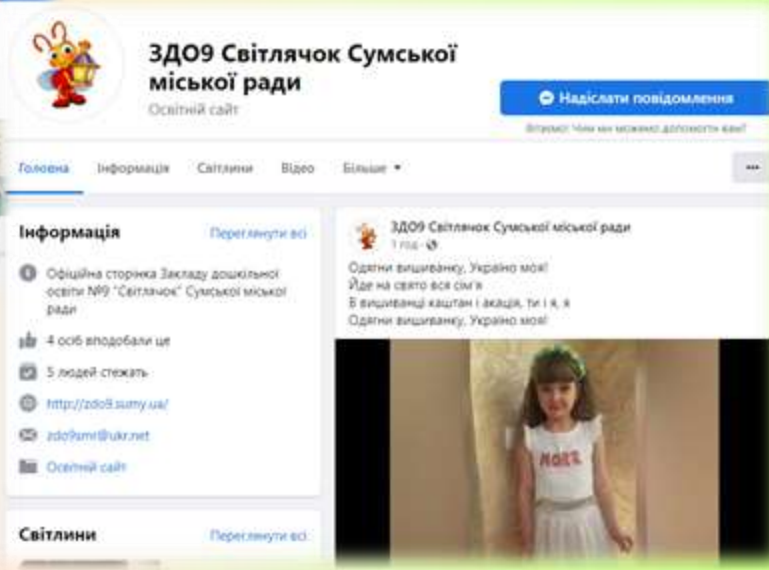 ЗДО9 Світлячок Сумської
міської ради
Освітній сайт
Надіслати повідомлення
Вітаємо! Чим ми можемо допомогти вам?
Головна
Інформація
Світлини
Відео
Більше
Інформація
Переглянути всі
Офіційна сторінка Закладу дошкільної
освіти №9 "Світлячок" Сумської міської
ради
4 осіб вподобали це
5 людей стежать
http://zdo9.sumy.ua/
zdo9smr@ukr.net
Освітній сайт
Світлини
Переглянути всі
ЗДО9 Світлячок Сумської міської ради
1 год
Одягни вишиванку, Україно моя!
Йде на свято вся сім'я
В вишиванці каштан і акація, ти і я, я
Одягни вишиванку, Україно моя!